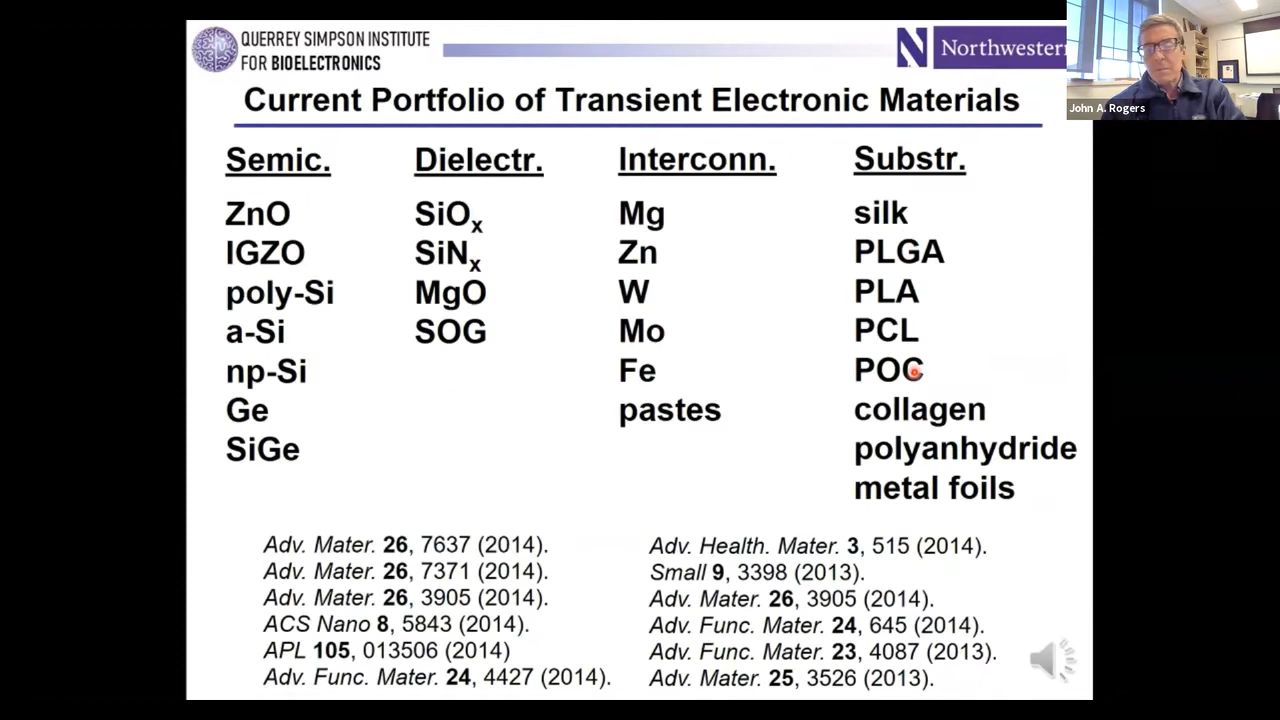 QUERREY SIMPSON INSTITUTE
FOR BIOELECTRONICS
N Northwestern
John A. Rogers
Current Portfolio of Transient Electronic Materials
Semic.
ZnO
IGZO
poly-Si
a-Si
np-Si
Ge
SiGe
Dielectr.
SiOx
SiNx
MgO
SOG
Interconn.
Mg
Zn
W
Mo
Fe
pastes
Substr.
silk
PLGA
PLA
PCL
POC
collagen
polyanhydride
metal foils
Adv. Mater. 26, 7637 (2014).
Adv. Mater. 26, 7371 (2014).
Adv. Mater. 26, 3905 (2014).
ACS Nano 8, 5843 (2014).
APL 105, 013506 (2014)
Adv. Func. Mater. 24, 4427 (2014).
Adv. Health. Mater. 3, 515 (2014).
Small 9, 3398 (2013).
Adv. Mater. 26, 3905 (2014).
Adv. Func. Mater. 24, 645 (2014).
Adv. Func. Mater. 23, 4087 (2013).
Adv. Mater. 25, 3526 (2013).